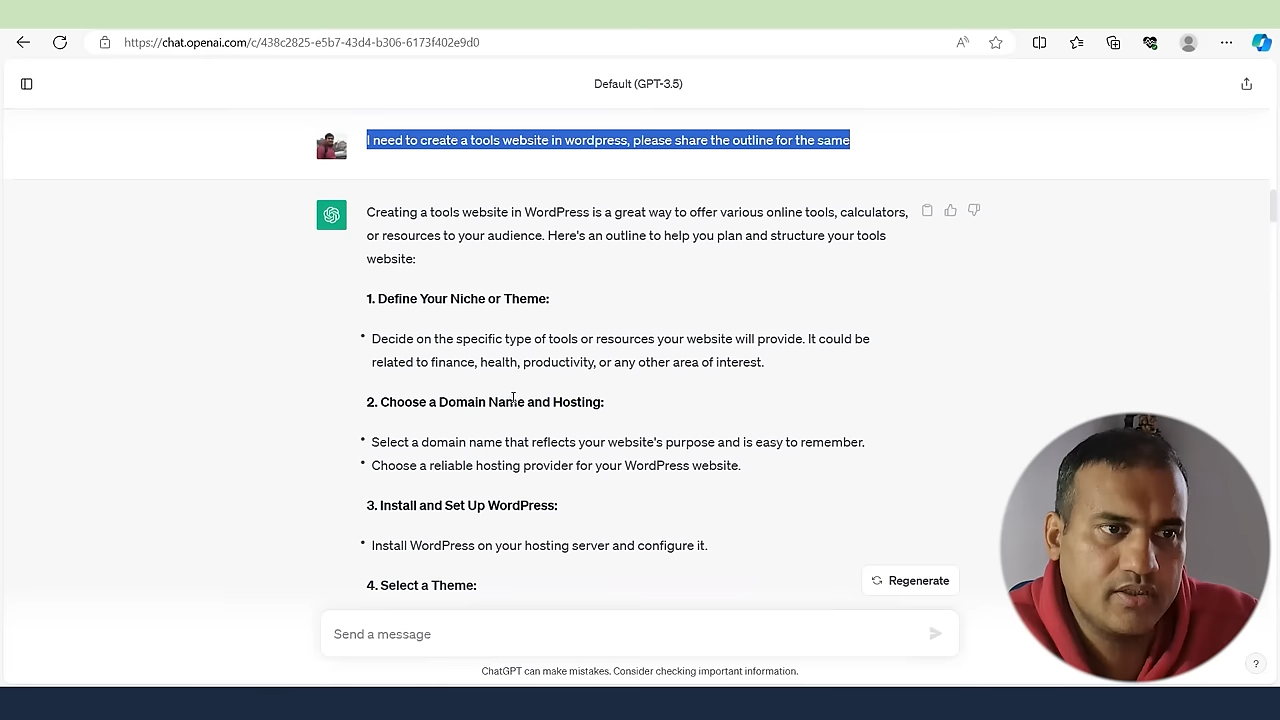 https://chat.openai.com/c/438c2825-e5b7-43d4-b306-6173f402e9d0
Default (GPT-3.5)
I need to create a tools website in wordpress, please share the outline for the same
Creating a tools website in WordPress is a great way to offer various online tools, calculators,
or resources to your audience. Here's an outline to help you plan and structure your tools
website:
1. Define Your Niche or Theme:
• Decide on the specific type of tools or resources your website will provide. It could be
related to finance, health, productivity, or any other area of interest.
2. Choose a Domain Name and Hosting:
• Select a domain name that reflects your website's purpose and is easy to remember.
• Choose a reliable hosting provider for your WordPress website.
3. Install and Set Up WordPress:
• Install WordPress on your hosting server and configure it.
4. Select a Theme:
Regenerate
Send a message
ChatGPT can make mistakes. Consider checking important information.
?